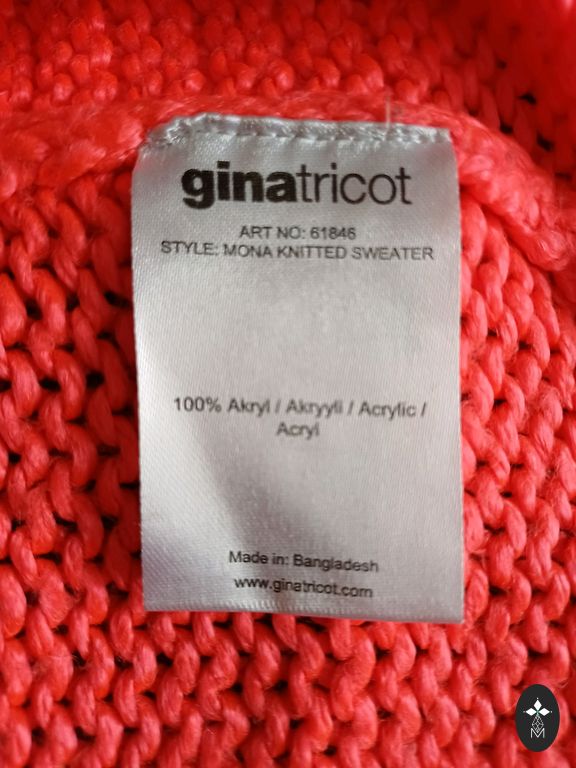 ginatricot
ART NO: 61846
STYLE: MONA KNITTED SWEATER
100% Akryl / Akryyli / Acrylic /
Acryl
Made in: Bangladesh
www.ginatricot.com
M